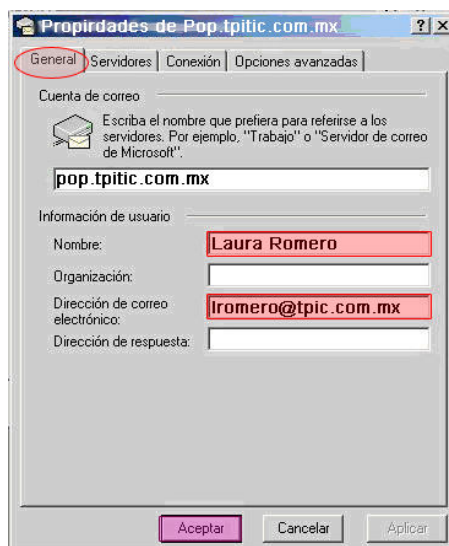 Propirdades de Pop.tpitic.com.mx
General Servidores Conexión Opciones avanzadas
Cuenta de correo
Escriba el nombre que prefiera para referirse a los
servidores. Por ejemplo, "Trabajo" o "Servidor de correo
de Microsoft".
pop.tpitic.com.mx
Información de usuario
Nombre: Laura Romero
Organización:
Dirección de correo
electrónico: lromero@tpic.com.mx
Dirección de respuesta:
Aceptar Cancelar Aplicar